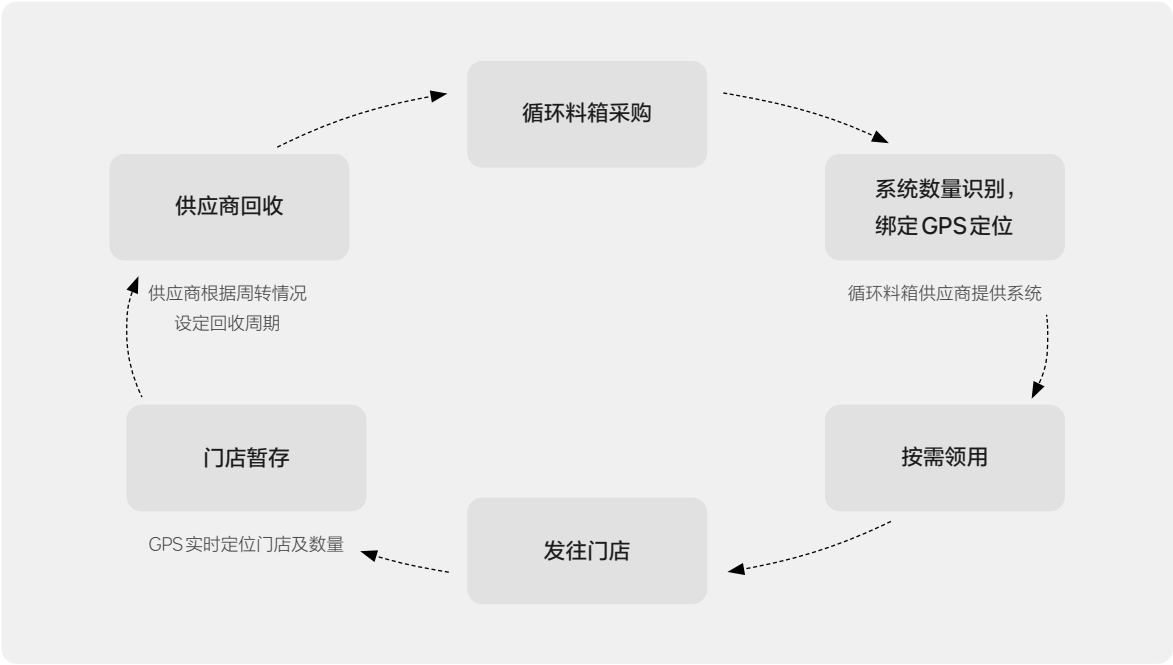 循环料箱采购
系统数量识别，
绑定GPS定位
循环料箱供应商提供系统
按需领用
发往门店
门店暂存
GPS实时定位门店及数量
供应商回收
供应商根据周转情况
设定回收周期